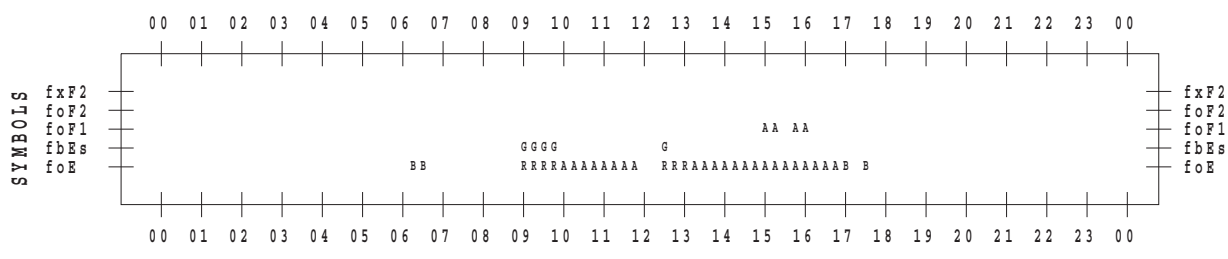 00 01 02 03 04 05 06 07 08 09 10 11 12 13 14 15 16 17 18 19 20 21 22 23 00
SYMBOLS
fxF2 fxF2
foF2 foF2
foF1 AA AA foF1
fbEs GGGG G fbEs
foE BB RRRRAAAAAAAA RRRAAAAAAAAAAAAAAAB B foE
00 01 02 03 04 05 06 07 08 09 10 11 12 13 14 15 16 17 18 19 20 21 22 23 00